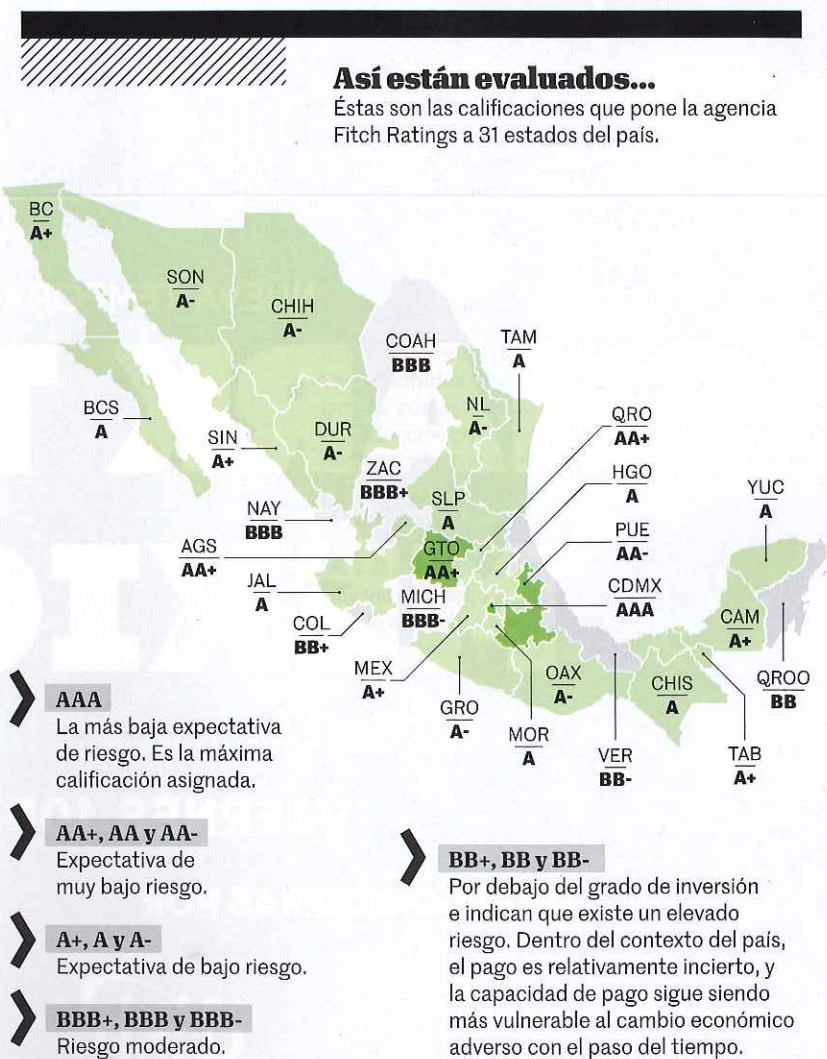 Así están evaluados...
Éstas son las calificaciones que pone la agencia
Fitch Ratings a 31 estados del país.
BC
A+
SON
A-
CHIH
A-
COAH
BBB
TAM
A
BCS
A
SIN
A+
DUR
A-
NL
A-
QRO
AA+
ZAC
BBB+
HGO
A
SLP
A
YUC
A
NAY
BBB
PUE
AA-
AGS
AA+
GTO
AA+
JAL
A
MICH
BBB-
CDMX
AAA
CAM
A+
COL
BB+
MEX
A+
OAX
A-
CHIS
A
QROO
BB
GRO
A-
MOR
A
VER
BB-
TAB
A+
AAA
La más baja expectativa
de riesgo. Es la máxima
calificación asignada.
AA+, AA y AA-
Expectativa de
muy bajo riesgo.
A+, A y A-
Expectativa de bajo riesgo.
BBB+, BBB y BBB-
Riesgo moderado.
BB+, BB y BB-
Por debajo del grado de inversión
e indican que existe un elevado
riesgo. Dentro del contexto del país,
el pago es relativamente incierto, y
la capacidad de pago sigue siendo
más vulnerable al cambio económico
adverso con el paso del tiempo.